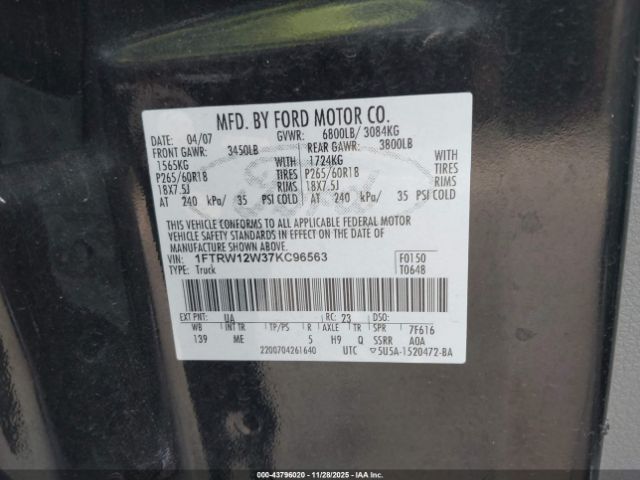 MFD. BY FORD MOTOR CO.
DATE: 04/07 GVWR: 6800LB/ 3084KG
FRONT GAWR: 3450LB REAR GAWR: 3800LB
1565KG WITH 1724KG WITH
P265/60R18 TIRES P265/60R18 TIRES
18X7.5J RIMS 18X7.5J RIMS
AT 240 kPa/ 35 PSI COLD AT 240 kPa/ 35 PSI COLD
THIS VEHICLE CONFORMS TO ALL APPLICABLE FEDERAL MOTOR
VEHICLE SAFETY STANDARDS IN EFFECT ON THE DATE OF
MANUFACTURE SHOWN ABOVE.
VIN: 1FTRW12W37KC96563 F0150
TYPE: Truck T0648
EXT PNT: UA RC: 23 DSO:
WB INT TR TP/PS R AXLE TR SPR 7F616
139 ME 5 H9 Q SSRR AOA
2200704261640 UTC ▽5U5A-1520472-BA
Ford
000-43796020 - 11/28/2025 - IAAI, Inc.